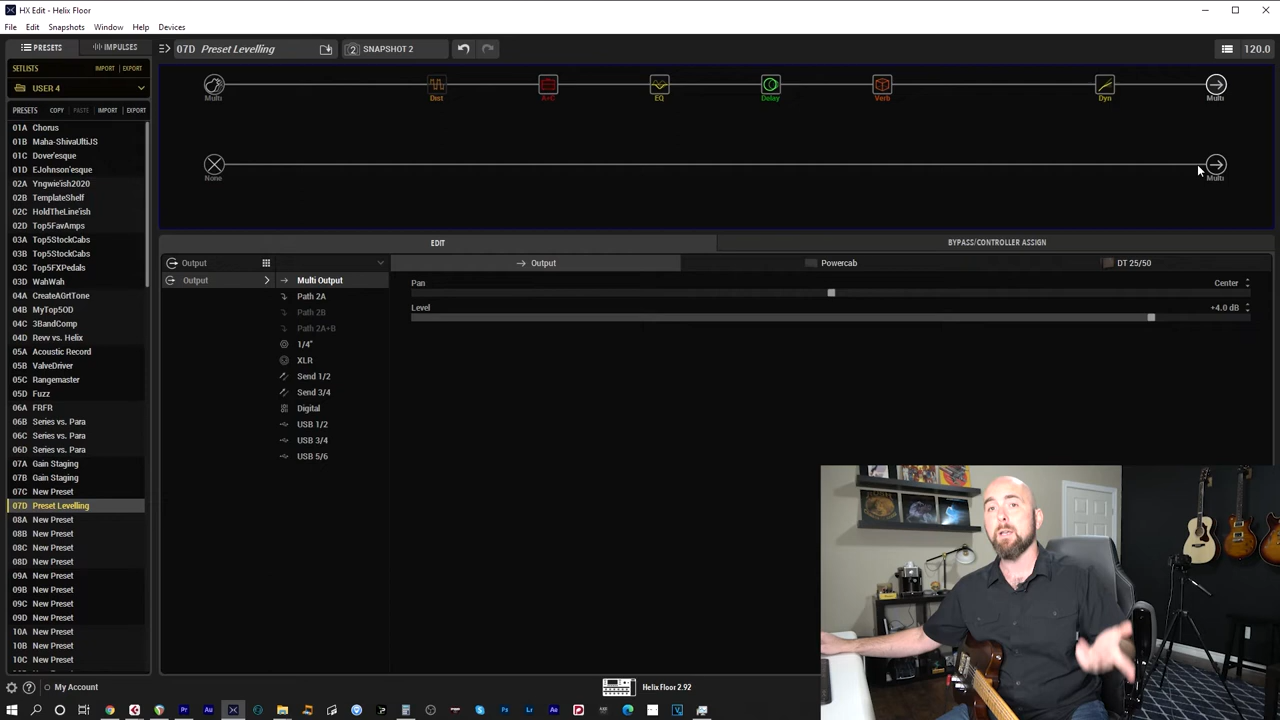 HX Edit - Helix Floor
File Edit Snapshots Window Help Devices
PRESETS IMPULSES
07D Preset Levelling
2 SNAPSHOT 2
120.0
SETLISTS IMPORT EXPORT
USER 4
PRESETS COPY PASTE IMPORT EXPORT
01A Chorus
01B Maha-ShivaUltiJS
01C Dover'esque
01D EJohnson'esque
02A Yngwie'ish2020
02B TemplateShelf
02C HoldTheLine'ish
02D Top5FavAmps
03A Top5StockCabs
03B Top5StockCabs
03C Top5FXPedals
03D WahWah
04A CreateAGrtTone
04B MyTop5OD
04C 3BandComp
04D Revv vs. Helix
05A Acoustic Record
05B ValveDriver
05C Rangemaster
05D Fuzz
06A FRFR
06B Series vs. Para
06C Series vs. Para
06D Series vs. Para
07A Gain Staging
07B Gain Staging
07C New Preset
07D Preset Levelling
08A New Preset
08B New Preset
08C New Preset
08D New Preset
09A New Preset
09B New Preset
09C New Preset
09D New Preset
10A New Preset
10B New Preset
10C New Preset
My Account
Multi Dist A+C EQ Delay Verb Dyn Multi
None Multi
EDIT BYPASS/CONTROLLER ASSIGN
Output
Output
Multi Output
Path 2A
Path 2B
Path 2A+B
1/4"
XLR
Send 1/2
Send 3/4
Digital
USB 1/2
USB 3/4
USB 5/6
Output Powercab DT 25/50
Pan Center
Level +4.0 dB
Helix Floor 2.92